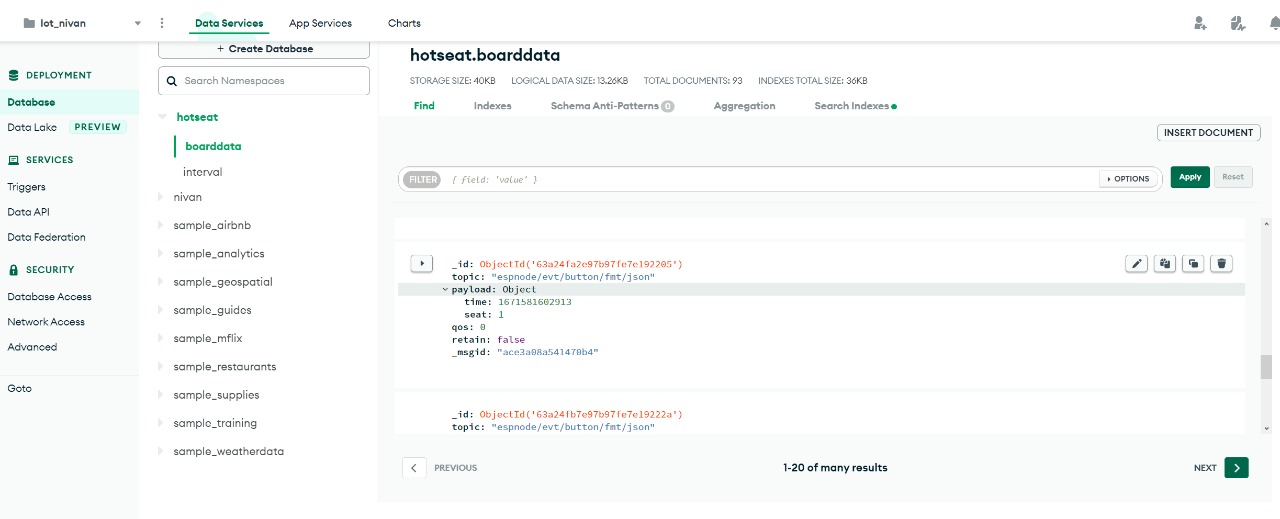 lot_nivan
Data Services
App Services
Charts
DEPLOYMENT
Database
Data Lake PREVIEW
SERVICES
Triggers
Data API
Data Federation
SECURITY
Database Access
Network Access
Advanced
Goto
+ Create Database
Search Namespaces
hotseat
boarddata
interval
nivan
sample_airbnb
sample_analytics
sample_geospatial
sample_guides
sample_mflix
sample_restaurants
sample_supplies
sample_training
sample_weatherdata
hotseat.boarddata
STORAGE SIZE: 40KB LOGICAL DATA SIZE: 13.26KB TOTAL DOCUMENTS: 93 INDEXES TOTAL SIZE: 36KB
Find Indexes Schema Anti-Patterns 0 Aggregation Search Indexes
INSERT DOCUMENT
FILTER { field: 'value' } OPTIONS Apply Reset
_id: ObjectId('63a24fa2e97b97fe7e192205')
topic: "espnode/evt/button/fmt/json"
payload: Object
time: 1671581602913
seat: 1
qos: 0
retain: false
_msgid: "ace3a08a541470b4"
_id: ObjectId('63a24fb7e97b97fe7e19222a')
topic: "espnode/evt/button/fmt/json"
PREVIOUS 1-20 of many results NEXT